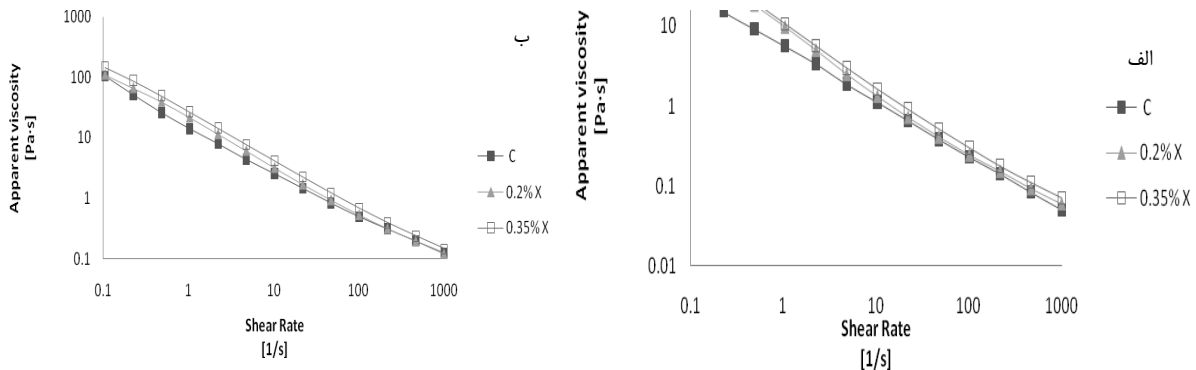 1000
100
10
1
0.1
0.1
1
10
100
1000
Apparent viscosity
[Pa·s]
Shear Rate
[1/s]
ب
C
0.2% X
0.35% X
10
1
0.1
0.01
0.1
1
10
100
1000
Apparent viscosity
[Pa·s]
Shear Rate
[1/s]
الف
C
0.2% X
0.35% X